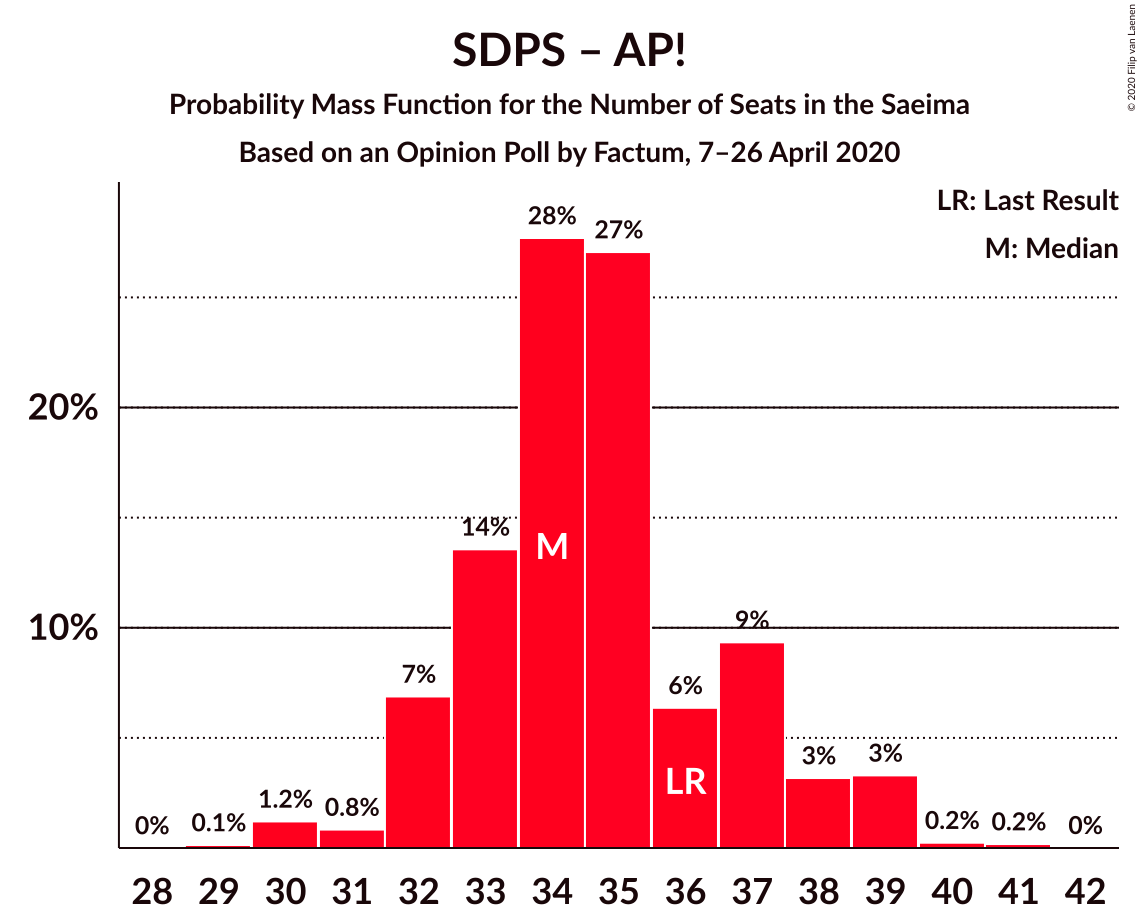 SDPS – AP!
Probability Mass Function for the Number of Seats in the Saeima
Based on an Opinion Poll by Factum, 7–26 April 2020
© 2020 Filip van Laenen
LR: Last Result
M: Median
28%
27%
20%
14%
M
10%
9%
7%
6%
LR
3%
3%
0%
0.1%
1.2%
0.8%
0.2%
0.2%
0%
28 29 30 31 32 33 34 35 36 37 38 39 40 41 42